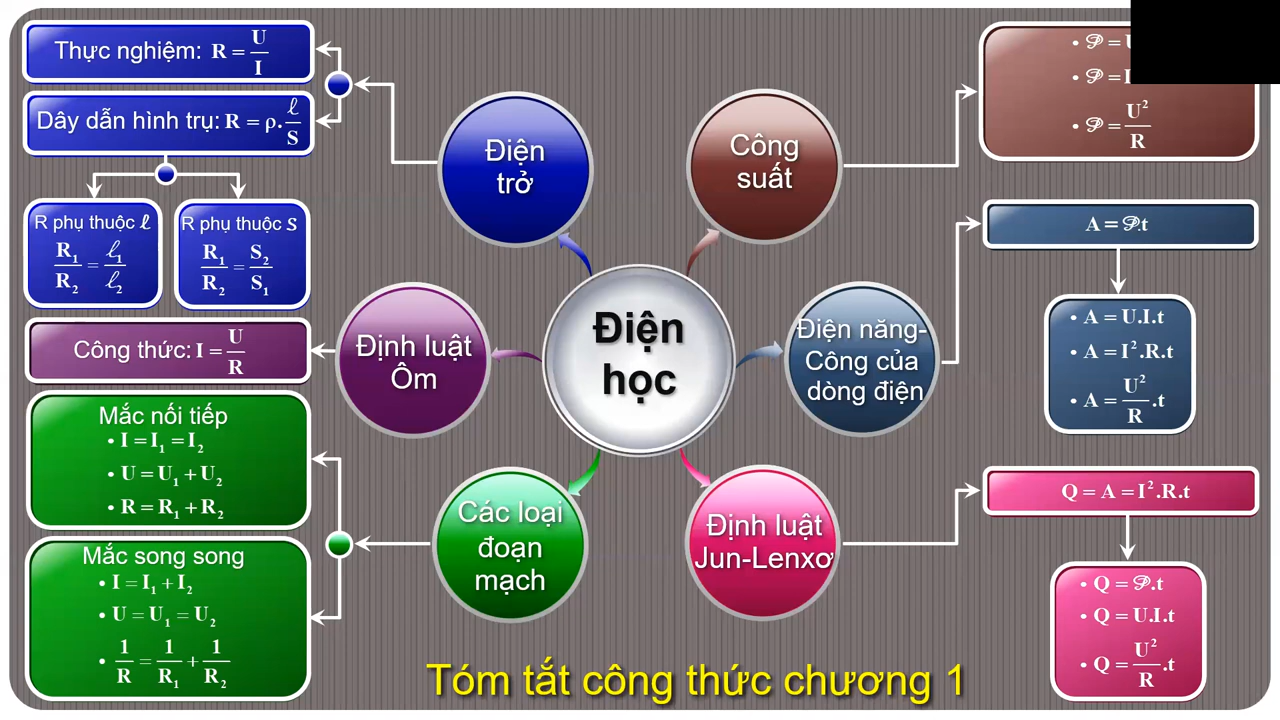 Thực nghiệm: R = U/I
Dây dẫn hình trụ: R = ρ.ℓ/S
R phụ thuộc ℓ
R₁/R₂ = ℓ₁/ℓ₂
R phụ thuộc S
R₁/R₂ = S₂/S₁
Công thức: I = U/R
Mắc nối tiếp
• I = I₁ = I₂
• U = U₁ + U₂
• R = R₁ + R₂
Mắc song song
• I = I₁ + I₂
• U = U₁ = U₂
• 1/R = 1/R₁ + 1/R₂
Điện
trở
Định luật
Ôm
Các loại
đoạn
mạch
Điện
học
Công
suất
Điện năng-
Công của
dòng điện
Định luật
Jun-Lenxơ
• 𝒫 =
• 𝒫 =
• 𝒫 = U²/R
A = 𝒫.t
• A = U.I.t
• A = I².R.t
• A = U²/R .t
Q = A = I².R.t
• Q = 𝒫.t
• Q = U.I.t
• Q = U²/R .t
Tóm tắt công thức chương 1